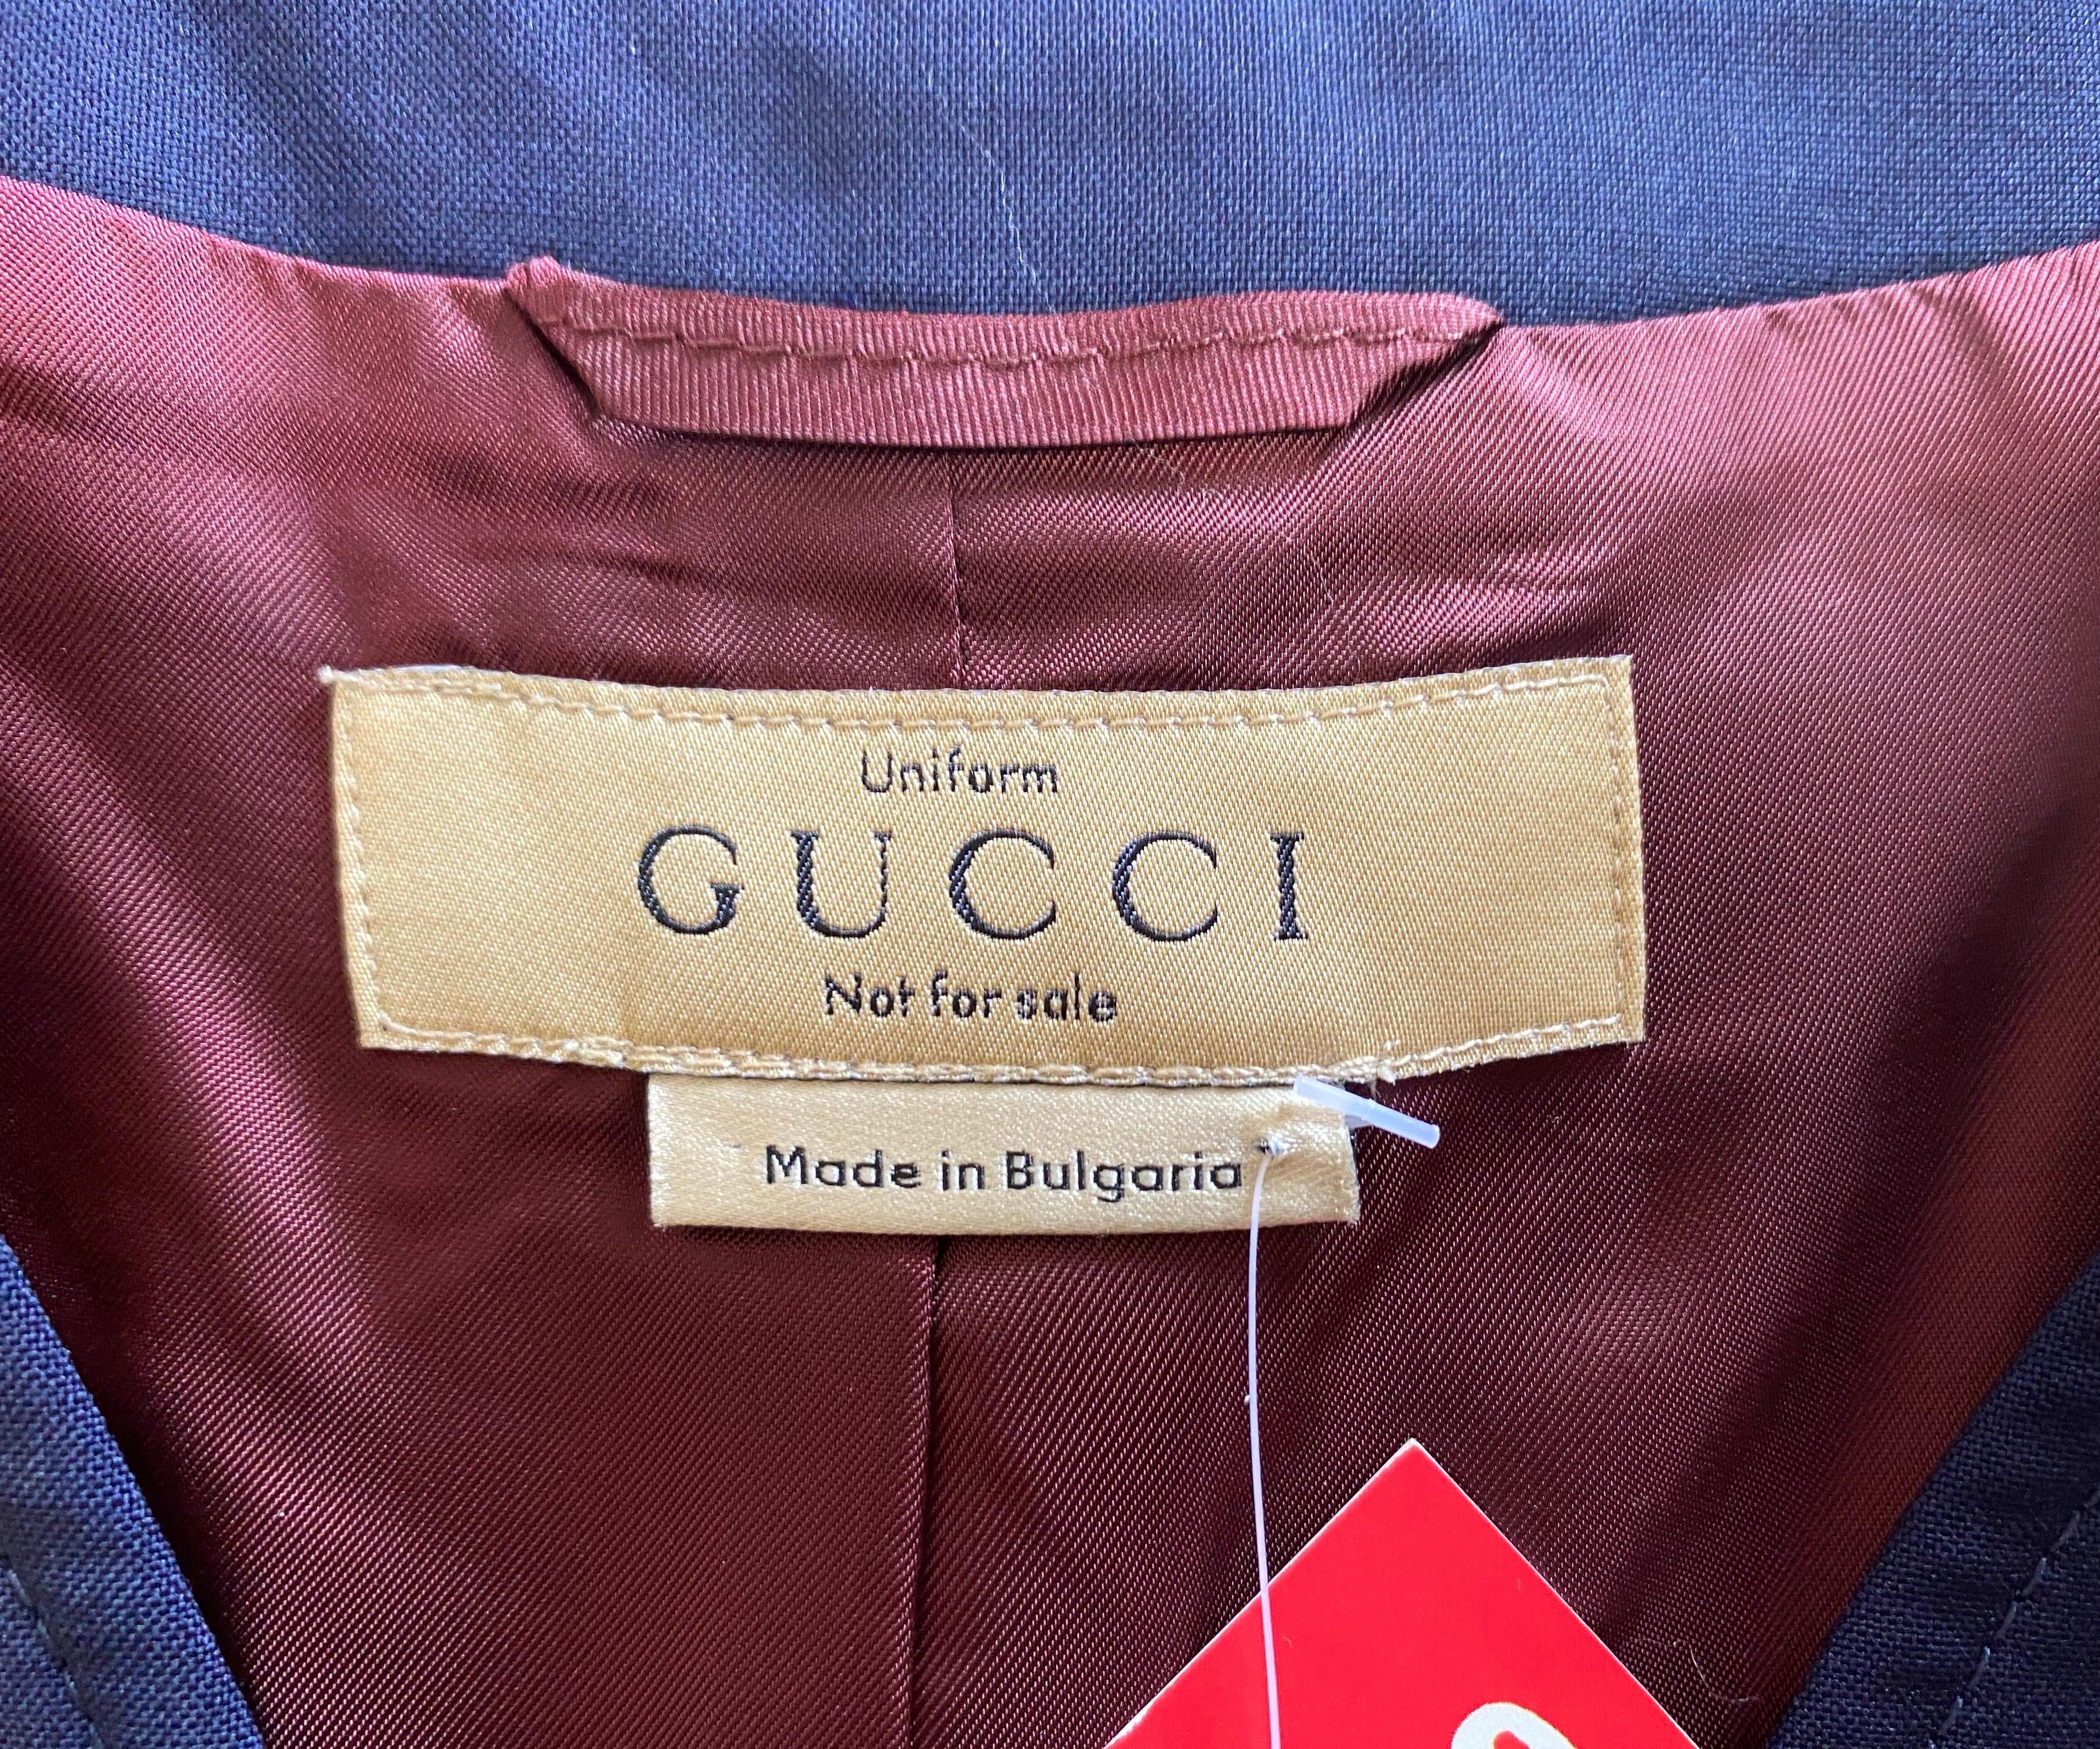 Uniform
GUCCI
Not for sale
Made in Bulgaria